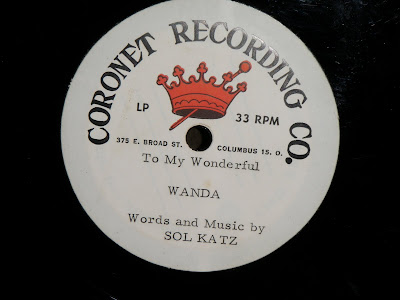 CORONET RECORDING CO.
LP
33 RPM
375 E. BROAD ST. COLUMBUS 15. O.
To My Wonderful
WANDA
Words and Music by
SOL KATZ